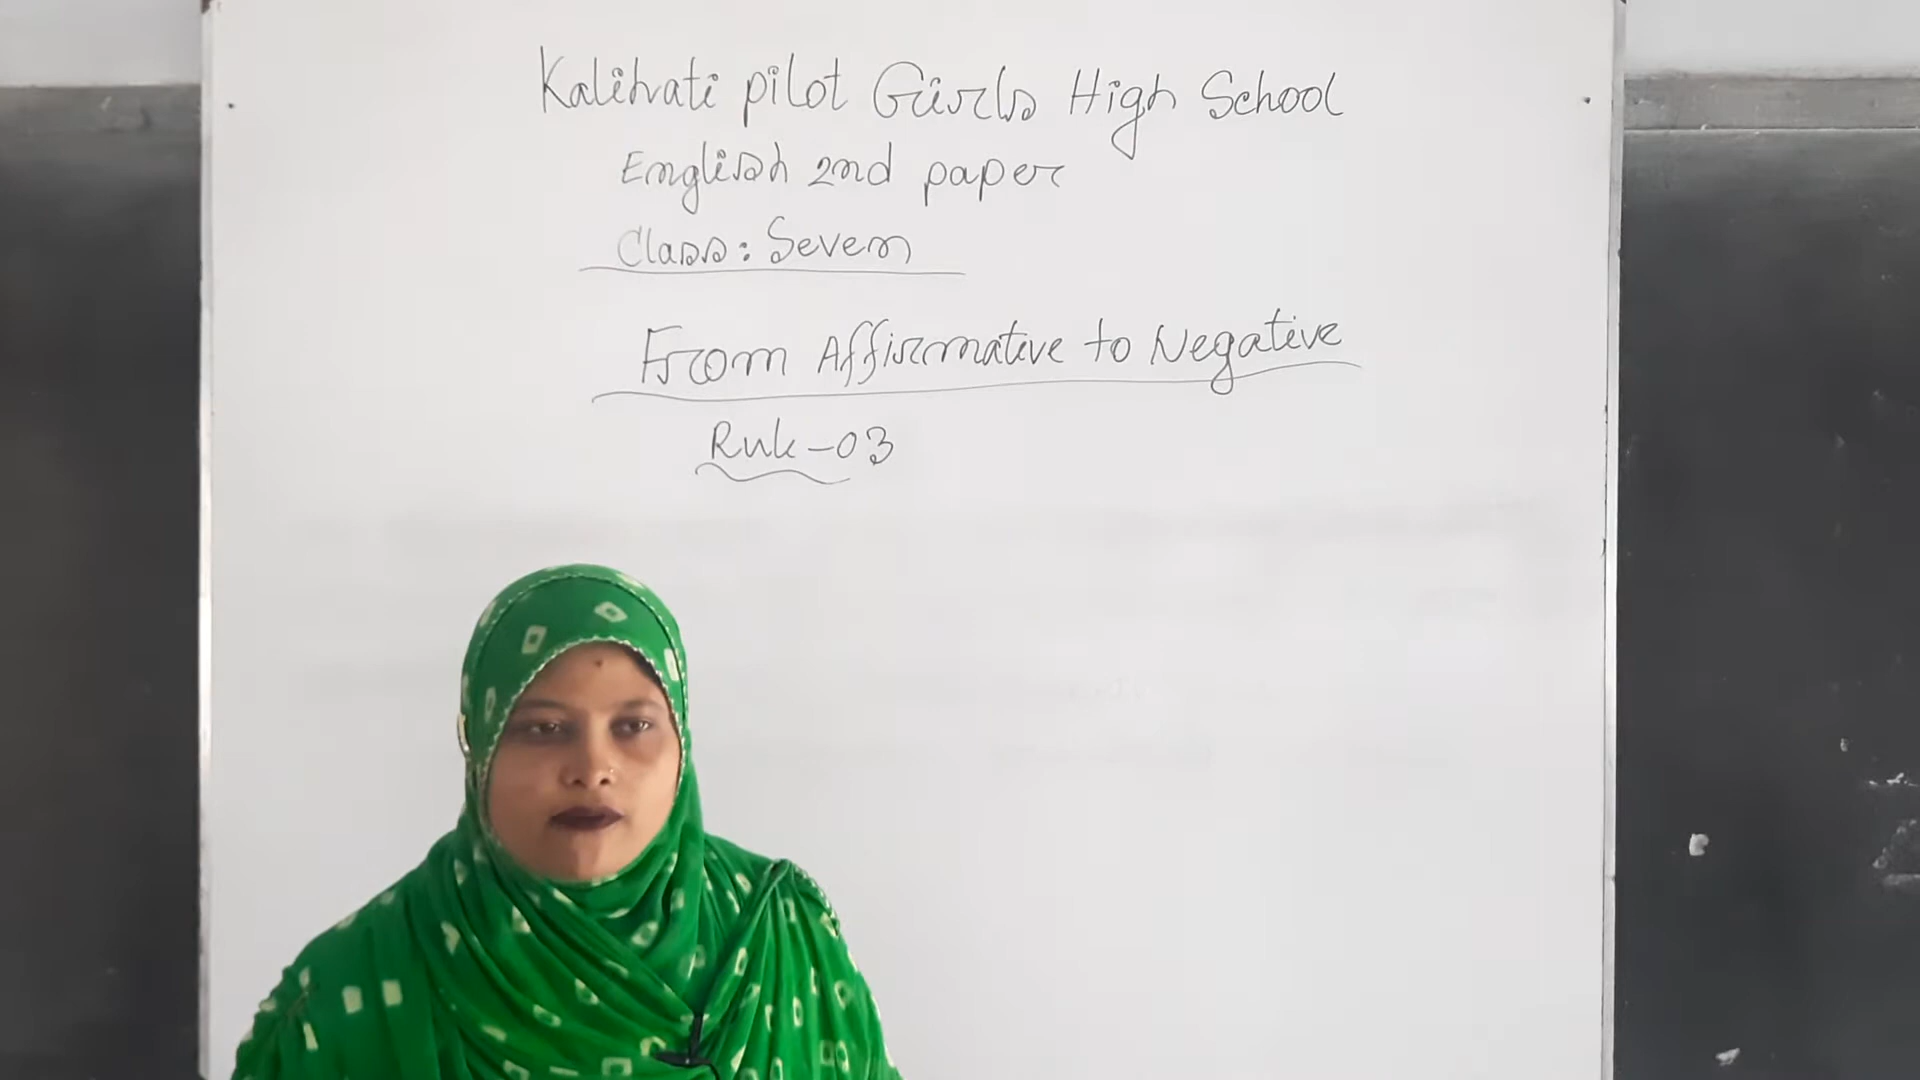 Kalihati pilot Girls High School
English 2nd paper
Class: Seven
From Affirmative to Negative
Rule-03